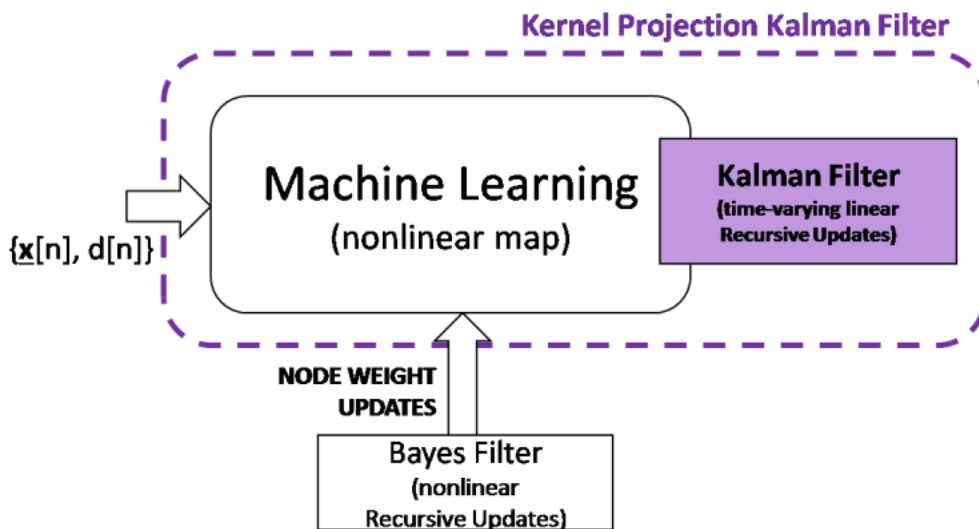 Kernel Projection Kalman Filter
Machine Learning
(nonlinear map)
Kalman Filter
(time-varying linear
Recursive Updates)
{x[n], d[n]}
NODE WEIGHT
UPDATES
Bayes Filter
(nonlinear
Recursive Updates)